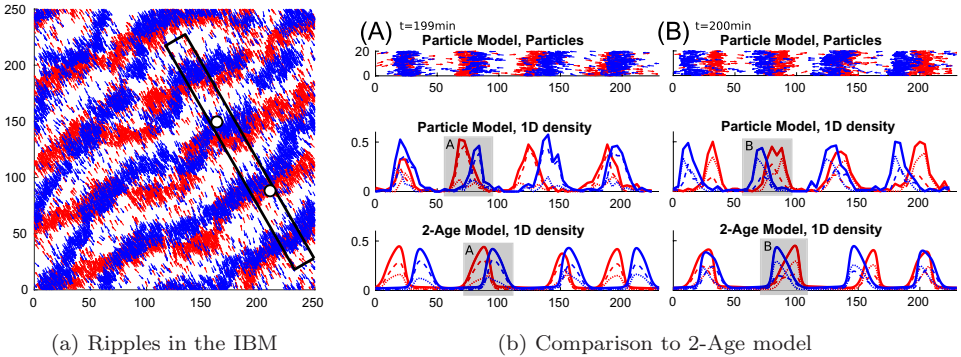 250
200
150
100
50
0
0 50 100 150 200 250
(a) Ripples in the IBM
(A) t=199min
Particle Model, Particles
20
0
0 50 100 150 200
Particle Model, 1D density
0.5
A
0
0 50 100 150 200
2-Age Model, 1D density
0.5
A
0
0 50 100 150 200
(B) t=200min
Particle Model, Particles
0 50 100 150 200
Particle Model, 1D density
B
0 50 100 150 200
2-Age Model, 1D density
B
0 50 100 150 200
(b) Comparison to 2-Age model